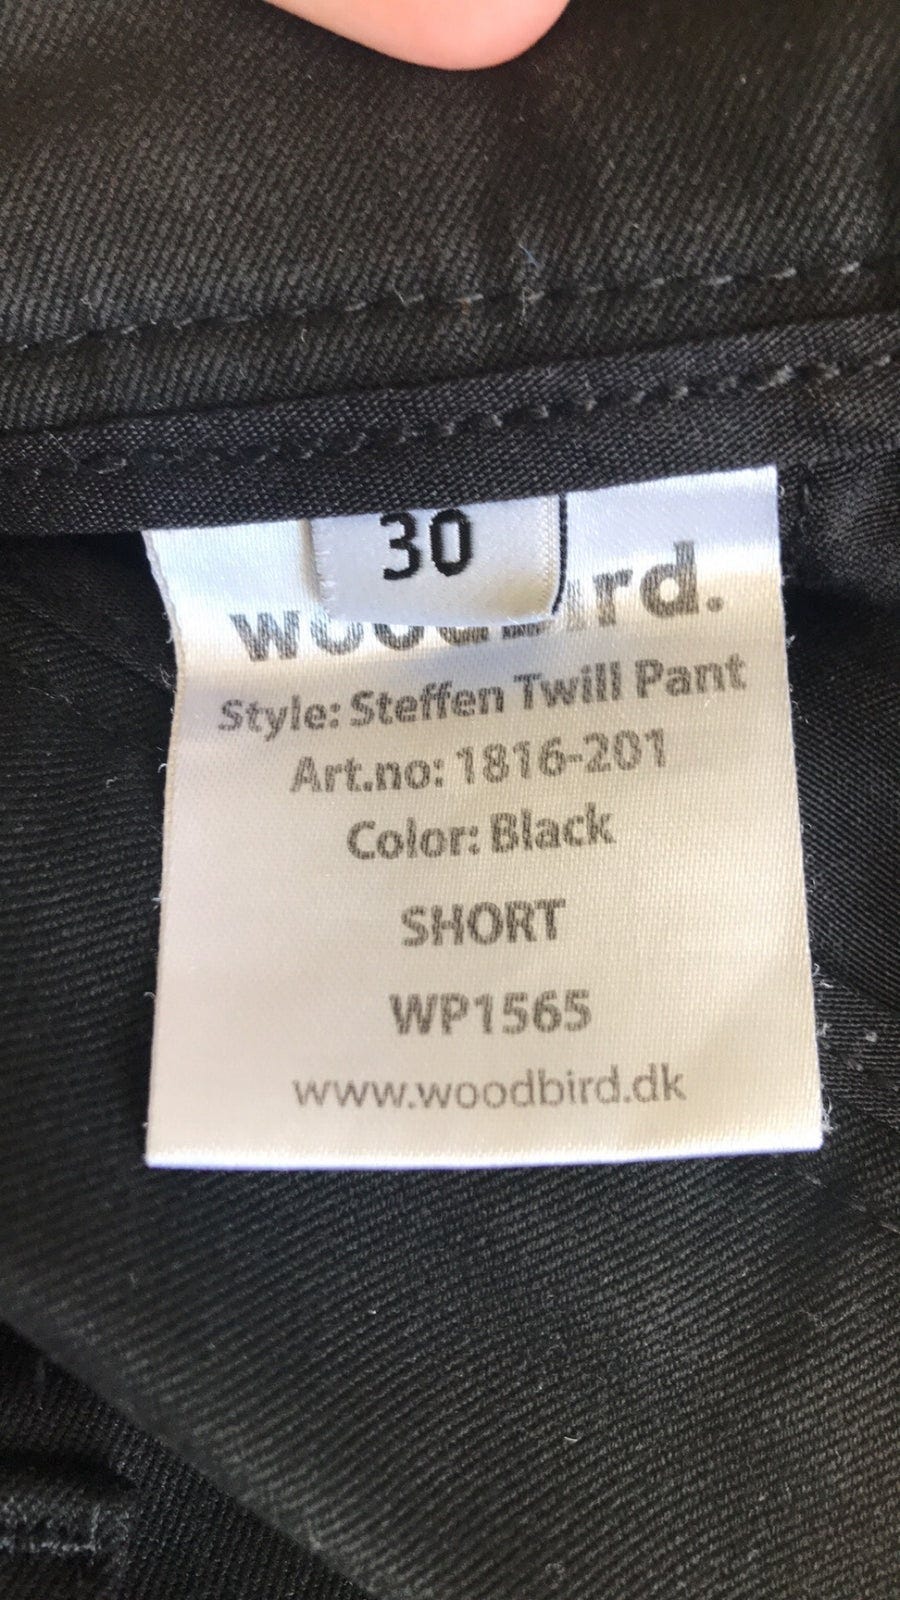 30
woodbird.
Style: Steffen Twill Pant
Art.no: 1816-201
Color: Black
SHORT
WP1565
www.woodbird.dk